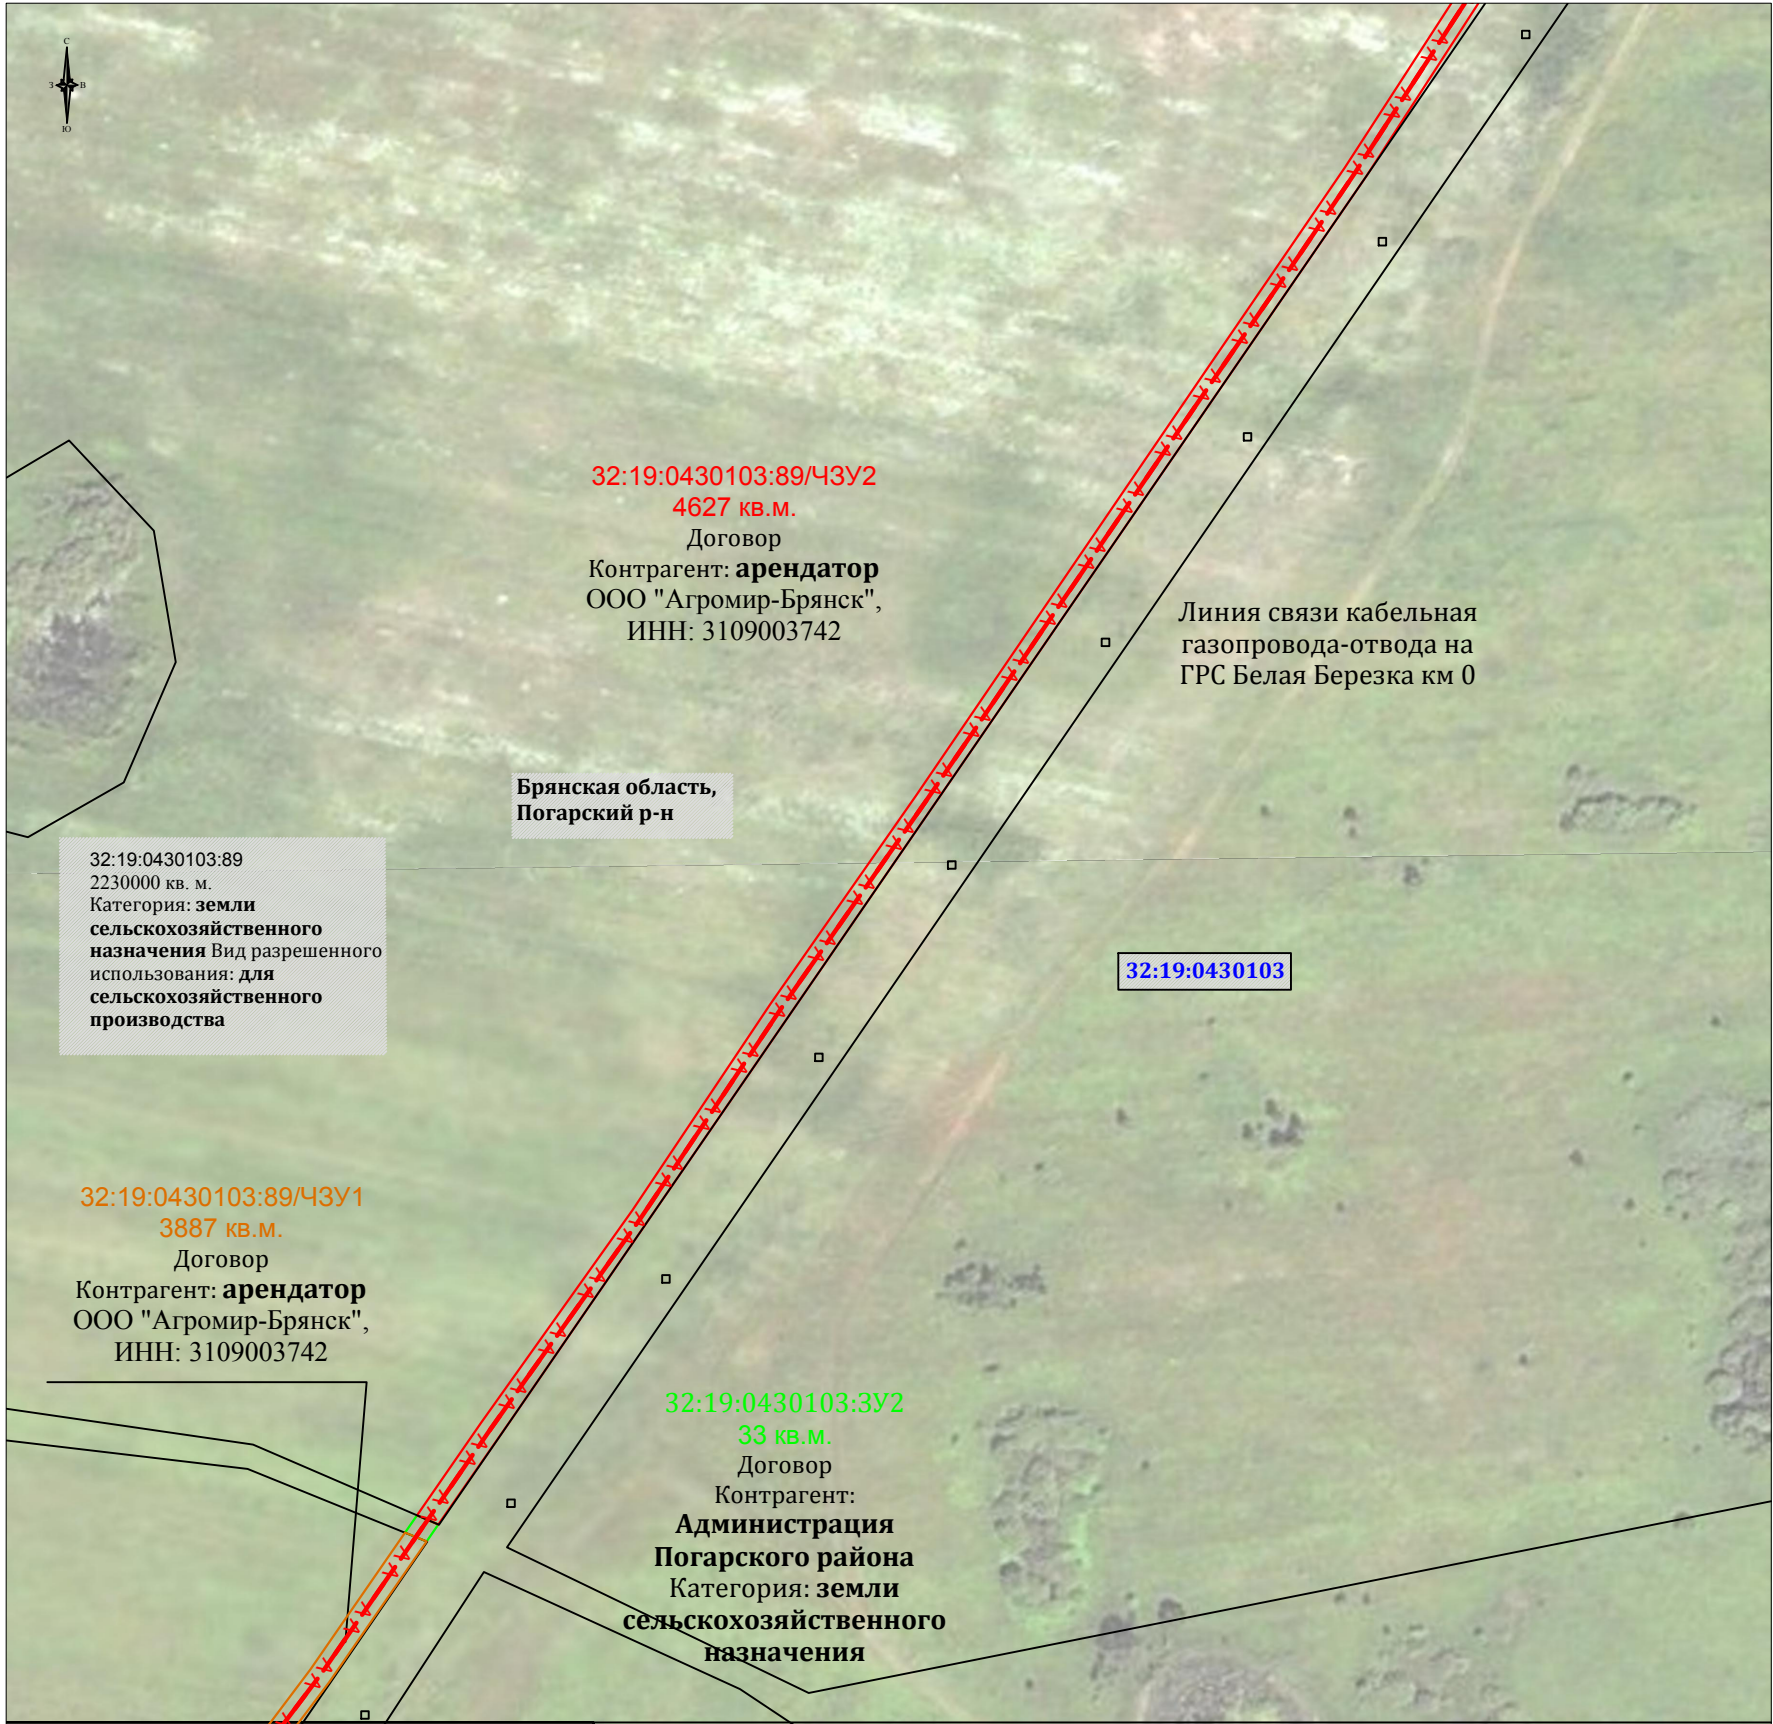 С
З В
Ю
32:19:0430103:89/ЧЗУ2
4627 кв.м.
Договор
Контрагент: арендатор
ООО "Агромир-Брянск",
ИНН: 3109003742
Линия связи кабельная
газопровода-отвода на
ГРС Белая Березка км 0
Брянская область,
Погарский р-н
32:19:0430103:89
2230000 кв. м.
Категория: земли
сельскохозяйственного
назначения Вид разрешенного
использования: для
сельскохозяйственного
производства
32:19:0430103
32:19:0430103:89/ЧЗУ1
3887 кв.м.
Договор
Контрагент: арендатор
ООО "Агромир-Брянск",
ИНН: 3109003742
32:19:0430103:ЗУ2
33 кв.м.
Договор
Контрагент:
Администрация
Погарского района
Категория: земли
сельскохозяйственного
назначения